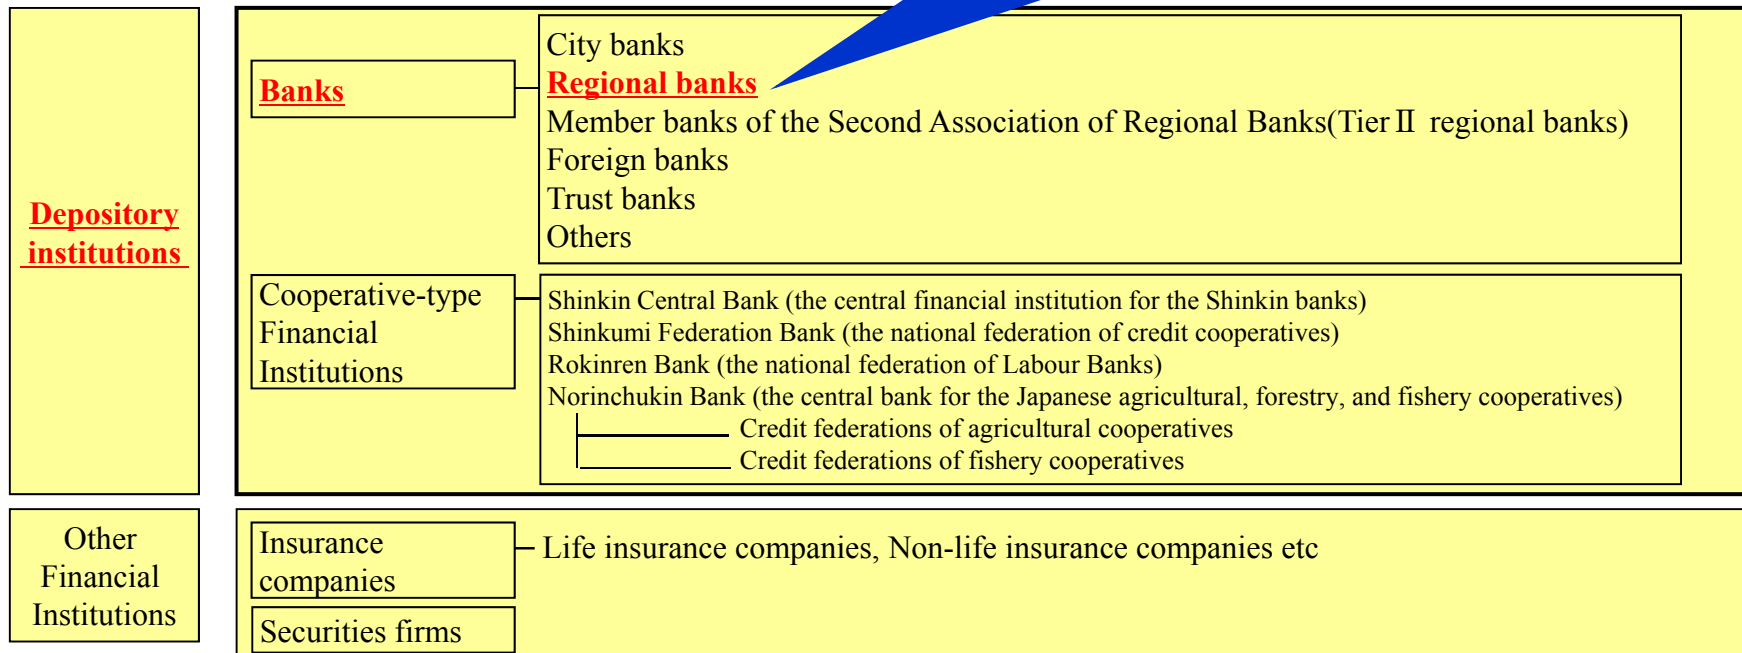 Depository
institutions
Banks
City banks
Regional banks
Member banks of the Second Association of Regional Banks(Tier Ⅱ regional banks)
Foreign banks
Trust banks
Others
Cooperative-type
Financial
Institutions
Shinkin Central Bank (the central financial institution for the Shinkin banks)
Shinkumi Federation Bank (the national federation of credit cooperatives)
Rokinren Bank (the national federation of Labour Banks)
Norinchukin Bank (the central bank for the Japanese agricultural, forestry, and fishery cooperatives)
Credit federations of agricultural cooperatives
Credit federations of fishery cooperatives
Other
Financial
Institutions
Insurance
companies
Life insurance companies, Non-life insurance companies etc
Securities firms